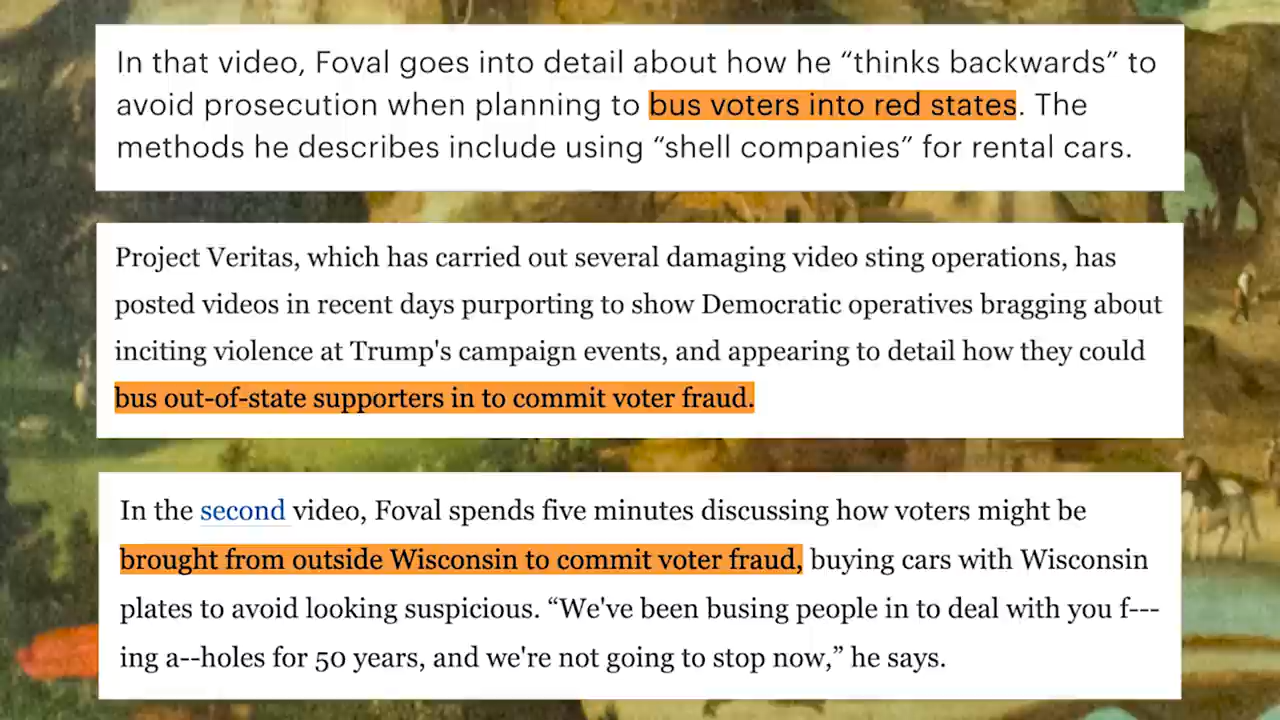 In that video, Foval goes into detail about how he “thinks backwards” to
avoid prosecution when planning to bus voters into red states. The
methods he describes include using “shell companies” for rental cars.
Project Veritas, which has carried out several damaging video sting operations, has
posted videos in recent days purporting to show Democratic operatives bragging about
inciting violence at Trump's campaign events, and appearing to detail how they could
bus out-of-state supporters in to commit voter fraud.
In the second video, Foval spends five minutes discussing how voters might be
brought from outside Wisconsin to commit voter fraud, buying cars with Wisconsin
plates to avoid looking suspicious. “We've been busing people in to deal with you f---
ing a--holes for 50 years, and we're not going to stop now,” he says.